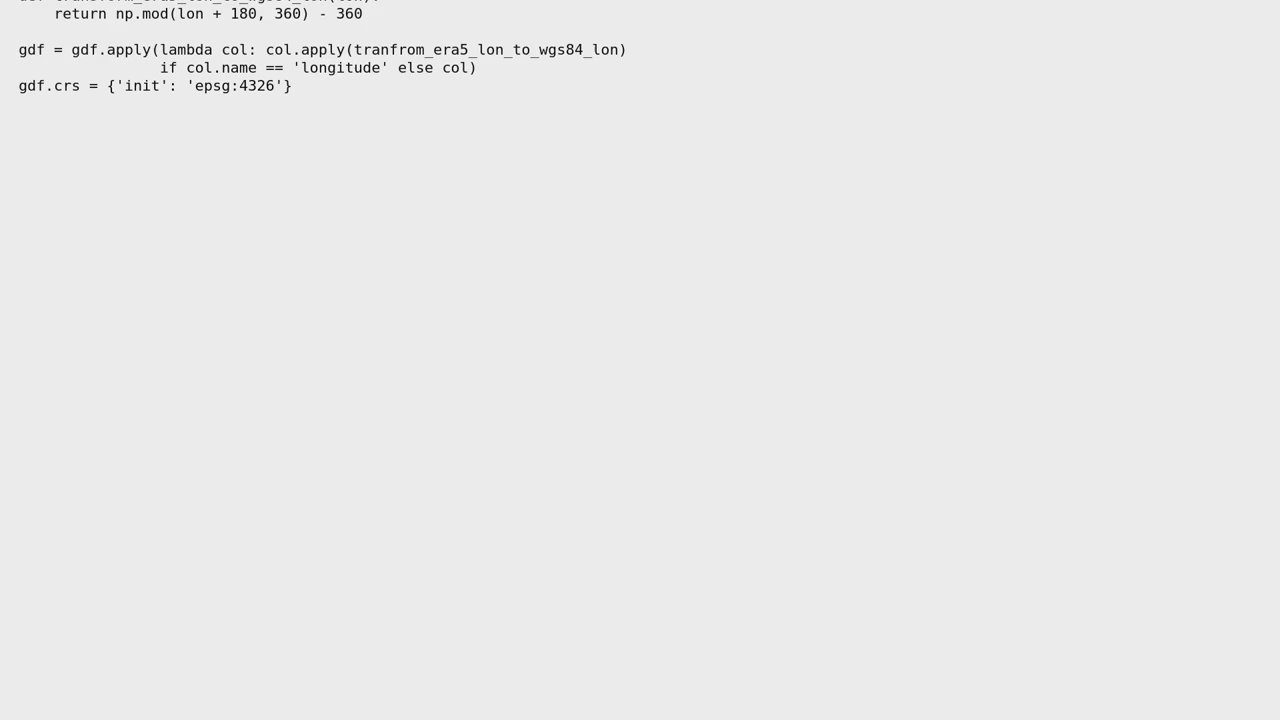 return np.mod(lon + 180, 360) - 360
gdf = gdf.apply(lambda col: col.apply(tranfrom_era5_lon_to_wgs84_lon)
if col.name == 'longitude' else col)
gdf.crs = {'init': 'epsg:4326'}